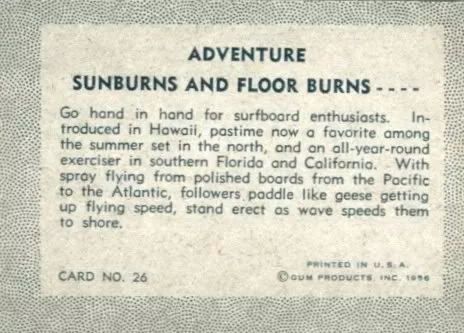 ADVENTURE
SUNBURNS AND FLOOR BURNS----
Go hand in hand for surfboard enthusiasts. In-
troduced in Hawaii, pastime now a favorite among
the summer set in the north, and an all-year-round
exerciser in southern Florida and California. With
spray flying from polished boards from the Pacific
to the Atlantic, followers paddle like geese getting
up flying speed, stand erect as wave speeds them
to shore.
PRINTED IN U.S.A.
CARD NO. 26
©GUM PRODUCTS, INC. 1956